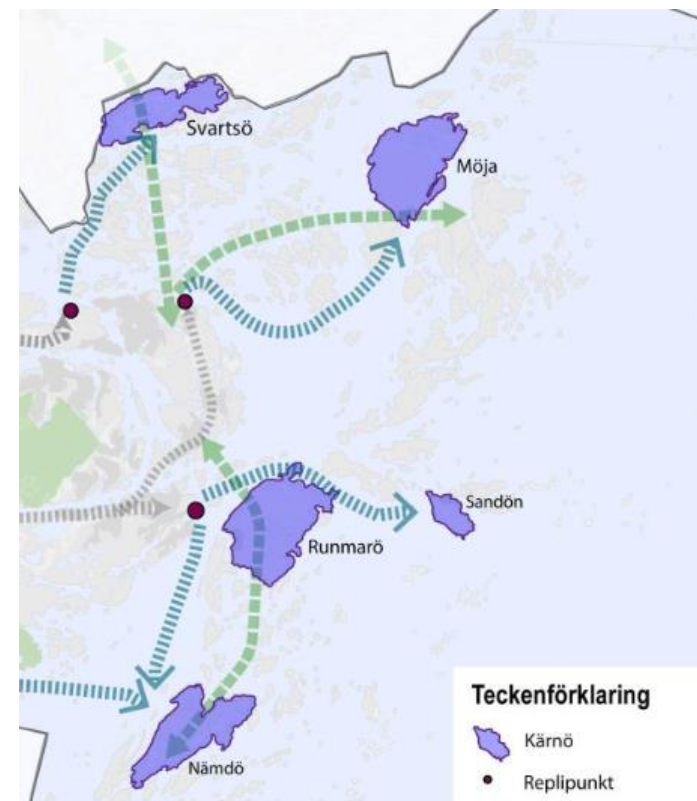 Svartsö
Möja
Sandön
Runmarö
Nämdö
Teckenförklaring
Kärnö
Replipunkt